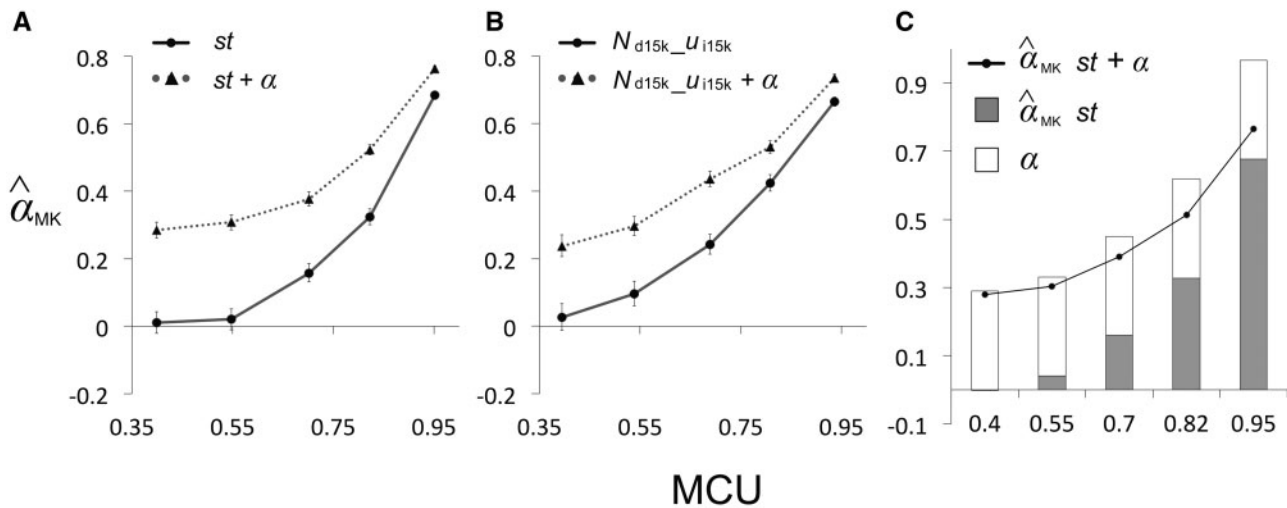 A
st
st + α
0.8
0.6
0.4
0.2
0
-0.2
0.35 0.55 0.75 0.95
α̂MK
B
Nd15k_ui15k
Nd15k_ui15k + α
0.8
0.6
0.4
0.2
0
-0.2
0.35 0.55 0.75 0.95
C
α̂MK st + α
α̂MK st
α
0.9
0.7
0.5
0.3
0.1
-0.1
0.4 0.55 0.7 0.82 0.95
MCU